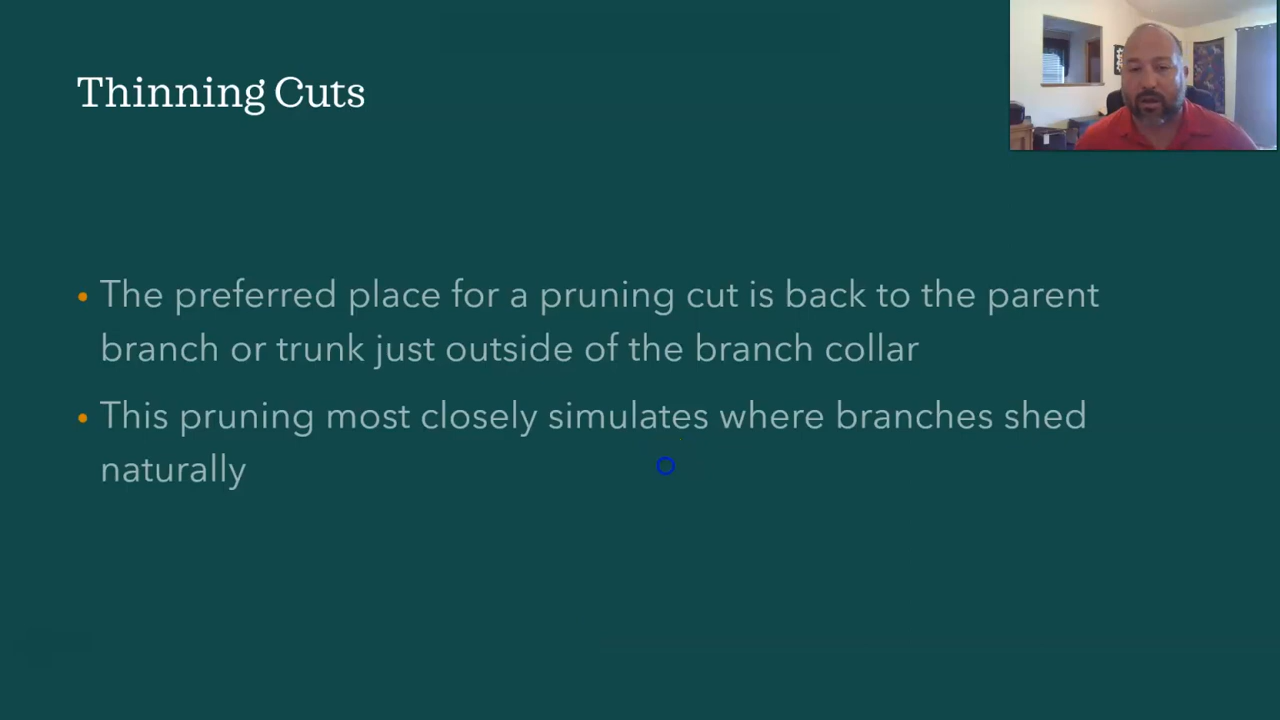 Thinning Cuts
• The preferred place for a pruning cut is back to the parent
branch or trunk just outside of the branch collar
• This pruning most closely simulates where branches shed
naturally